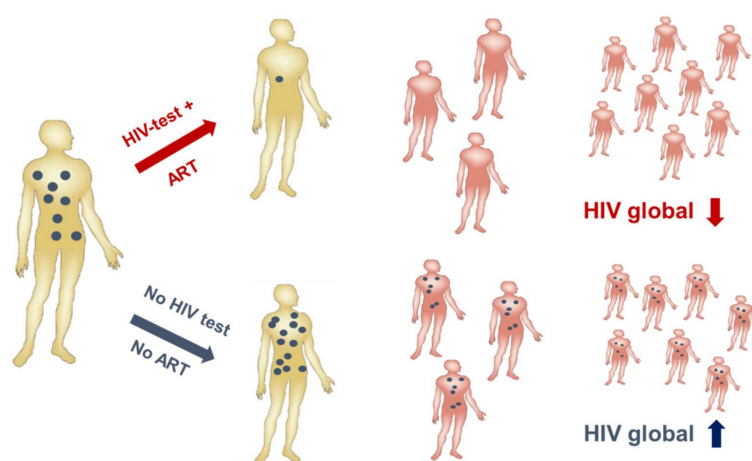 HIV-test +
ART
HIV global
No HIV test
No ART
HIV global